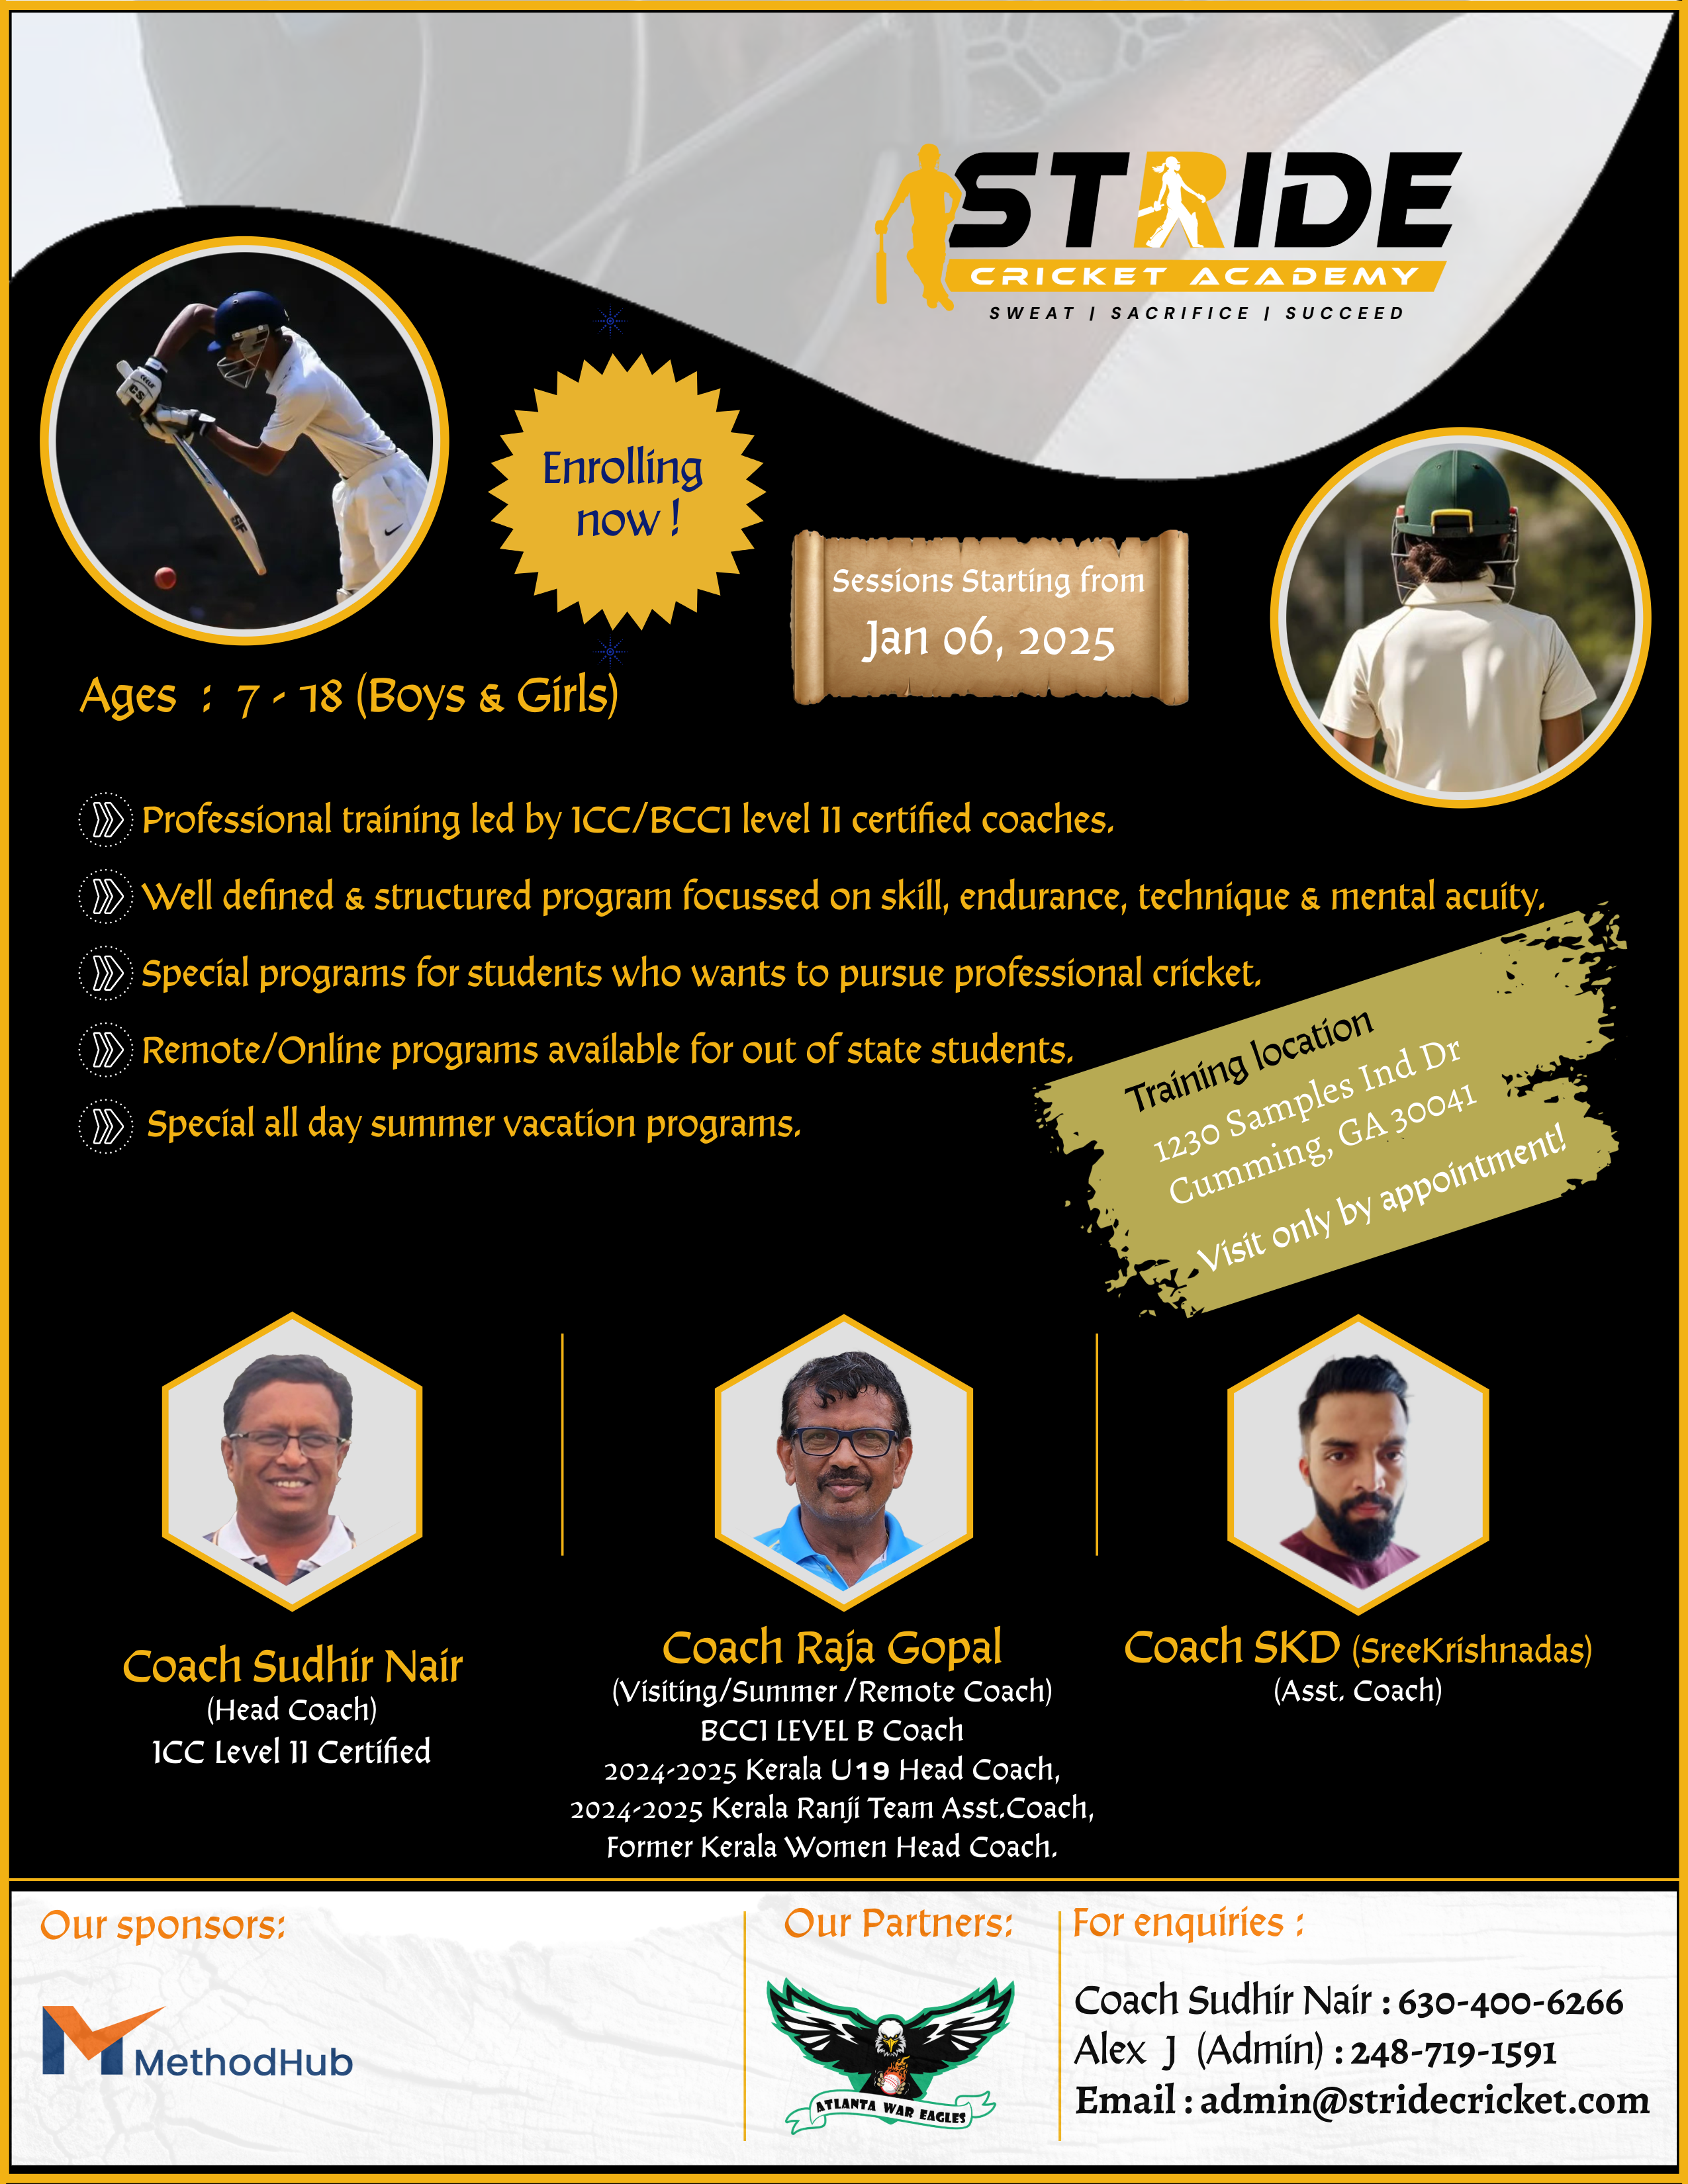 STRIDE
CRICKET ACADEMY
SWEAT | SACRIFICE | SUCCEED
Enrolling
now !
Sessions Starting from
Jan 06, 2025
Ages : 7 - 18 (Boys & Girls)
Professional training led by ICC/BCCI level II certified coaches.
Well defined & structured program focussed on skill, endurance, technique & mental acuity.
Special programs for students who wants to pursue professional cricket.
Remote/Online programs available for out of state students.
Special all day summer vacation programs.
Training location
1230 Samples Ind Dr
Cumming, GA 30041
Visit only by appointment!
Coach Sudhir Nair
(Head Coach)
ICC Level II Certified
Coach Raja Gopal
(Visiting/Summer /Remote Coach)
BCCI LEVEL B Coach
2024-2025 Kerala U19 Head Coach,
2024-2025 Kerala Ranji Team Asst.Coach,
Former Kerala Women Head Coach.
Coach SKD (SreeKrishnadas)
(Asst. Coach)
Our sponsors:
MethodHub
Our Partners:
ATLANTA WAR EAGLES
For enquiries :
Coach Sudhir Nair : 630-400-6266
Alex J (Admin) : 248-719-1591
Email : admin@stridecricket.com